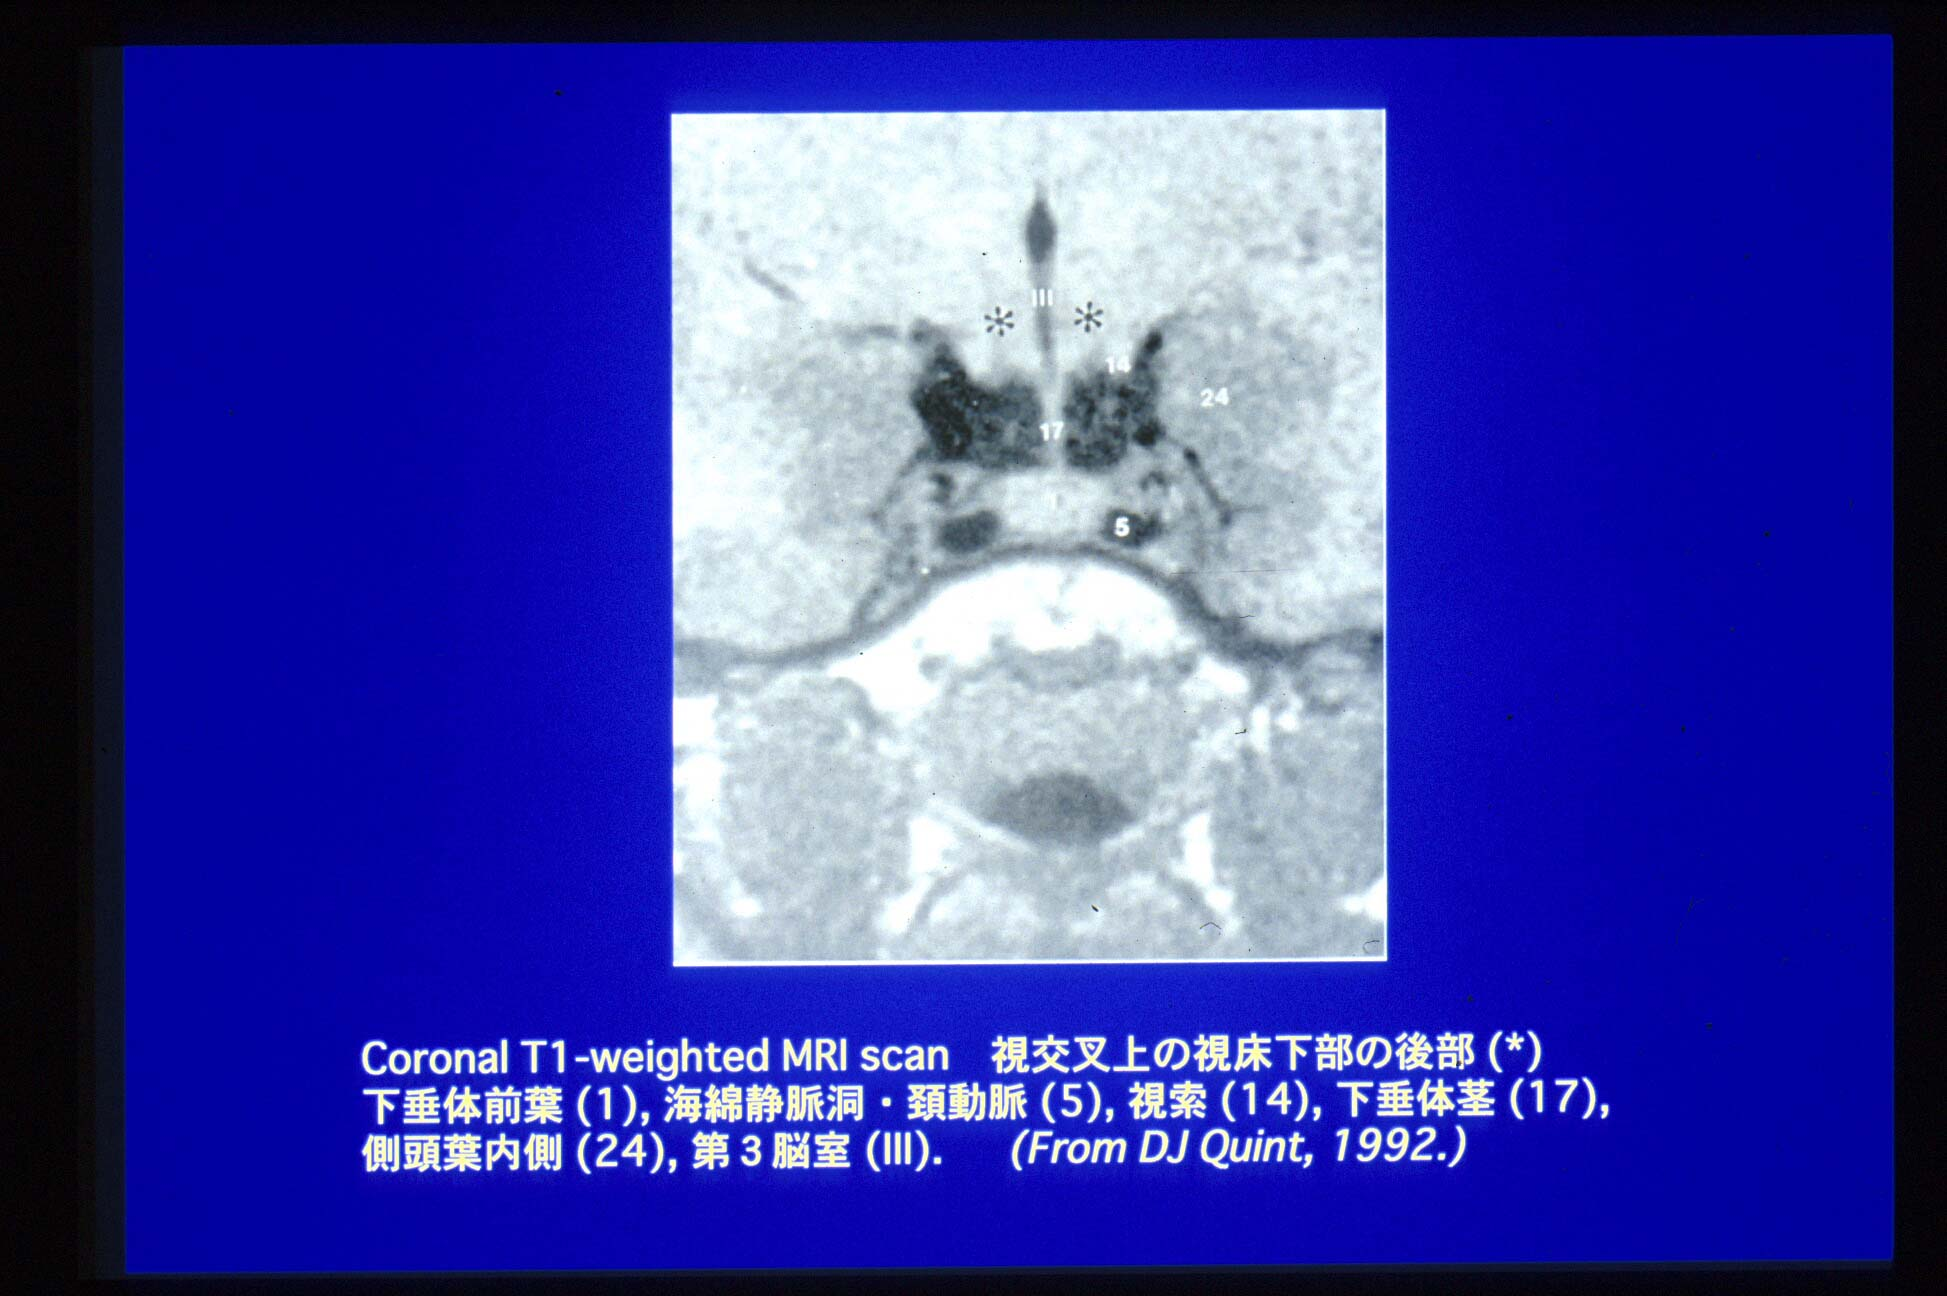 III
* *
14
24
17
1
5
Coronal T1-weighted MRI scan 視交叉上の視床下部の後部 (*)
下垂体前葉 (1), 海綿静脈洞・頚動脈 (5), 視索 (14), 下垂体茎 (17),
側頭葉内側 (24), 第3脳室 (III). (From DJ Quint, 1992.)